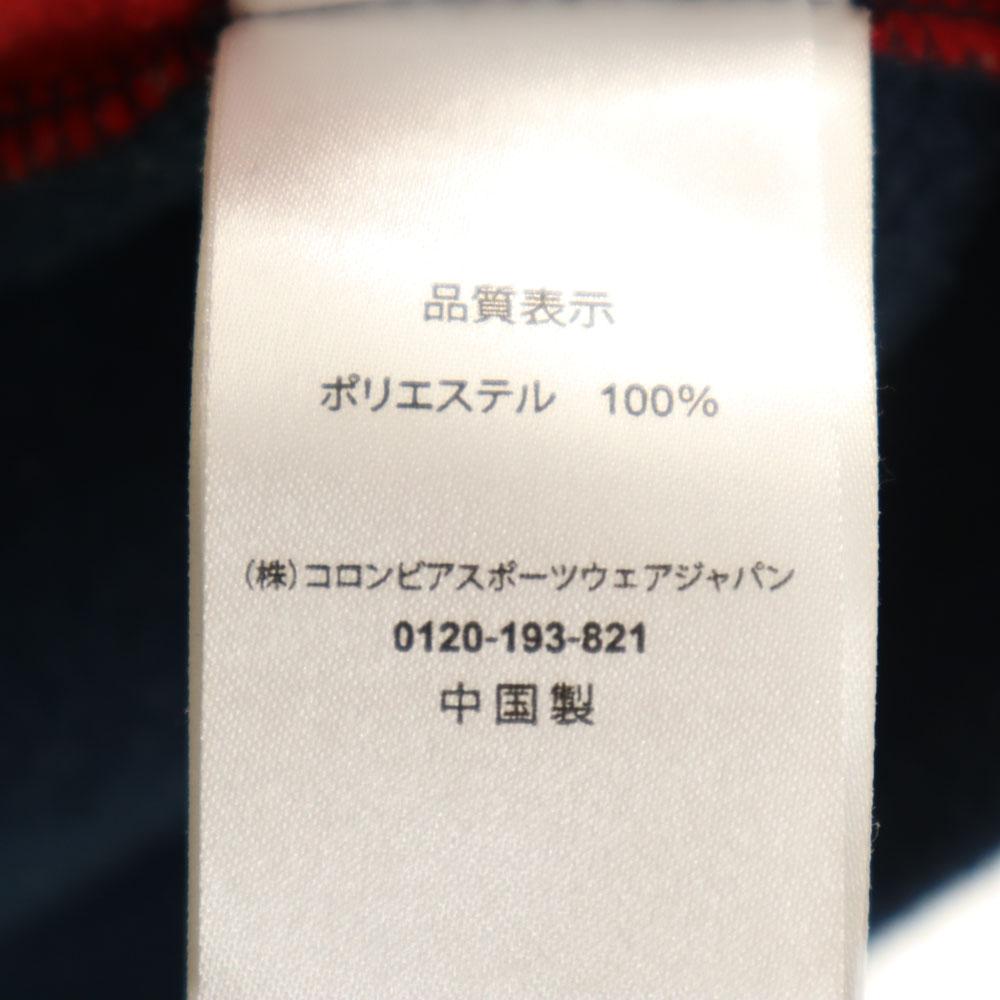 品質表示
ポリエステル　100%
(株)コロンビアスポーツウェアジャパン
0120-193-821
中国製